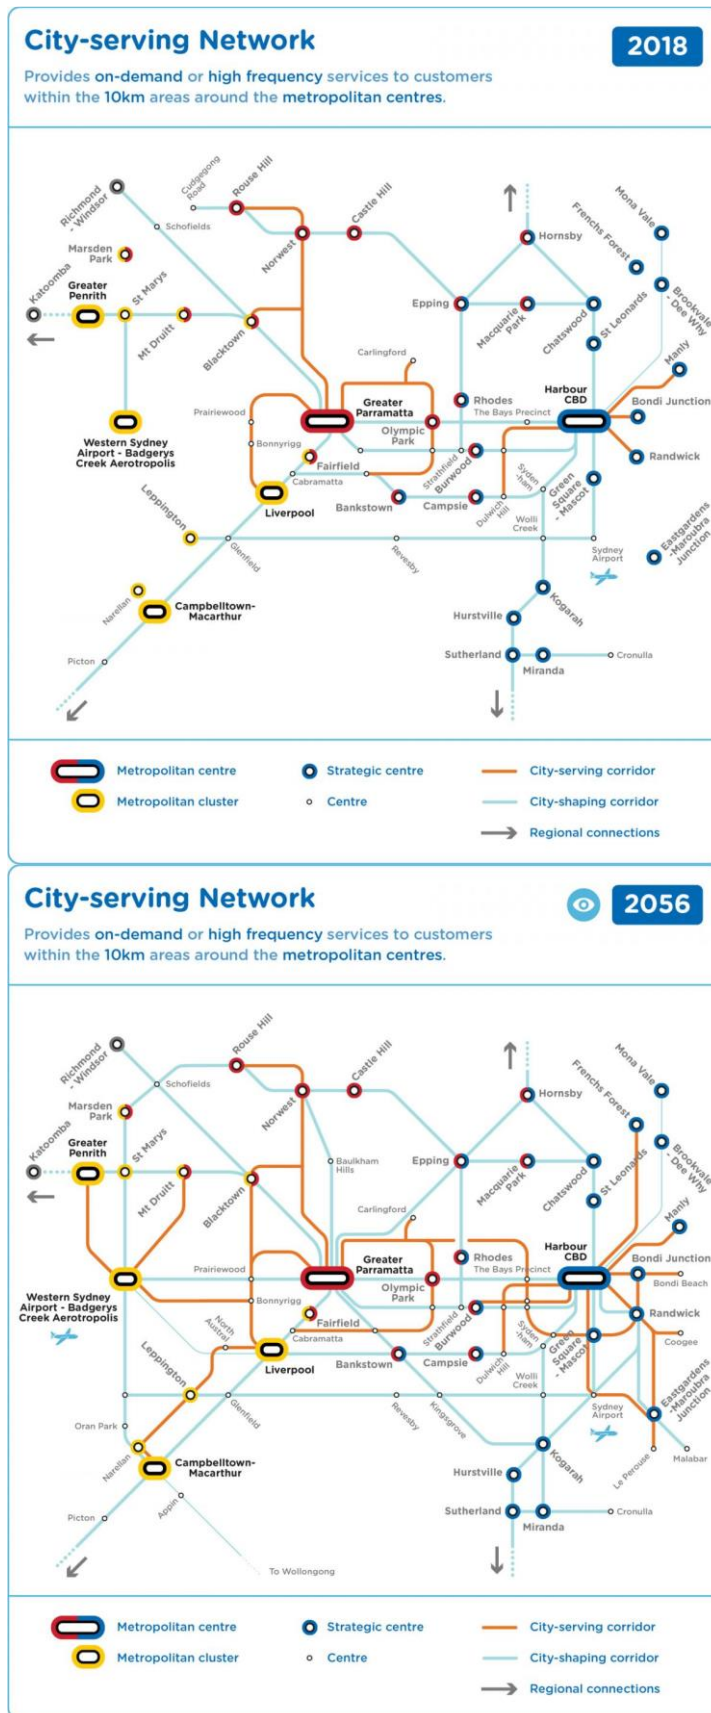 City-serving Network
2018
Provides on-demand or high frequency services to customers
within the 10km areas around the metropolitan centres.
Richmond
- Windsor
Cudgegong
Road
Rouse Hill
Castle Hill
Mona Vale
Schofields
Norwest
Hornsby
Frenchs Forest
Marsden
Park
Katoomba
Greater
Penrith
St Marys
Mt Druitt
Blacktown
Epping
Macquarie
Park
Chatswood
St Leonards
Brookvale
- Dee Why
Manly
Carlingford
Greater
Parramatta
Rhodes
The Bays Precinct
Harbour
CBD
Bondi Junction
Prairiewood
Olympic
Park
Western Sydney
Airport - Badgerys
Creek Aerotropolis
Bonnyrigg
Fairfield
Cabramatta
Strathfield
Burwood
Syden
-ham
Green
Square
- Mascot
Randwick
Leppington
Liverpool
Bankstown
Campsie
Dulwich
Hill
Wolli
Creek
Glenfield
Revesby
Sydney
Airport
Eastgardens
-Maroubra
Junction
Narellan
Campbelltown-
Macarthur
Kogarah
Hurstville
Picton
Sutherland
Miranda
Cronulla
Metropolitan centre
Strategic centre
City-serving corridor
Metropolitan cluster
Centre
City-shaping corridor
Regional connections
City-serving Network
2056
Provides on-demand or high frequency services to customers
within the 10km areas around the metropolitan centres.
Richmond
- Windsor
Rouse Hill
Castle Hill
Mona Vale
Schofields
Norwest
Hornsby
Frenchs Forest
Marsden
Park
Katoomba
Greater
Penrith
St Marys
Mt Druitt
Blacktown
Baulkham
Hills
Epping
Macquarie
Park
Chatswood
St Leonards
Brookvale
- Dee Why
Manly
Carlingford
Greater
Parramatta
Rhodes
The Bays Precinct
Harbour
CBD
Bondi Junction
Bondi Beach
Prairiewood
Olympic
Park
Western Sydney
Airport - Badgerys
Creek Aerotropolis
Bonnyrigg
North
Austral
Fairfield
Cabramatta
Strathfield
Burwood
Syden
-ham
Green
Square
- Mascot
Randwick
Coogee
Leppington
Liverpool
Bankstown
Campsie
Dulwich
Hill
Wolli
Creek
Oran Park
Glenfield
Revesby
Kingsgrove
Sydney
Airport
Eastgardens
-Maroubra
Junction
Narellan
Campbelltown-
Macarthur
Kogarah
Le Perouse
Malabar
Hurstville
Picton
Appin
Sutherland
Miranda
Cronulla
To Wollongong
Metropolitan centre
Strategic centre
City-serving corridor
Metropolitan cluster
Centre
City-shaping corridor
Regional connections